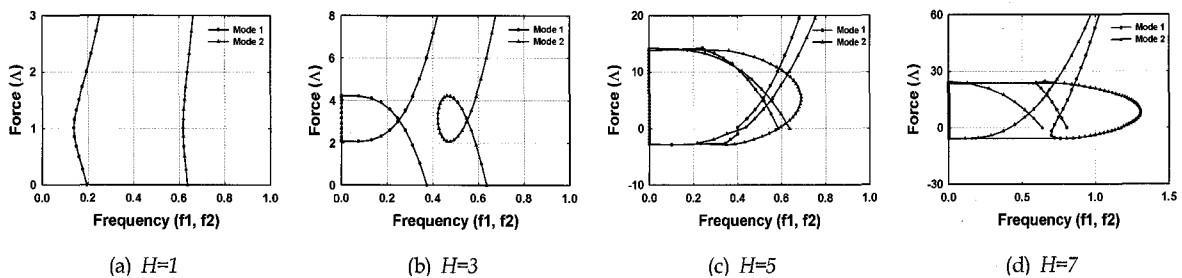 3
2
1
0
Force (Λ)
0.0 0.2 0.4 0.6 0.8 1.0
Frequency (f1, f2)
Mode 1
Mode 2
(a) H=1
8
6
4
2
0
Force (Λ)
0.0 0.2 0.4 0.6 0.8 1.0
Frequency (f1, f2)
Mode 1
Mode 2
(b) H=3
20
10
0
-10
Force (Λ)
0.0 0.2 0.4 0.6 0.8 1.0
Frequency (f1, f2)
Mode 1
Mode 2
(c) H=5
60
30
0
-30
Force (Λ)
0.0 0.5 1.0 1.5
Frequency (f1, f2)
Mode 1
Mode 2
(d) H=7